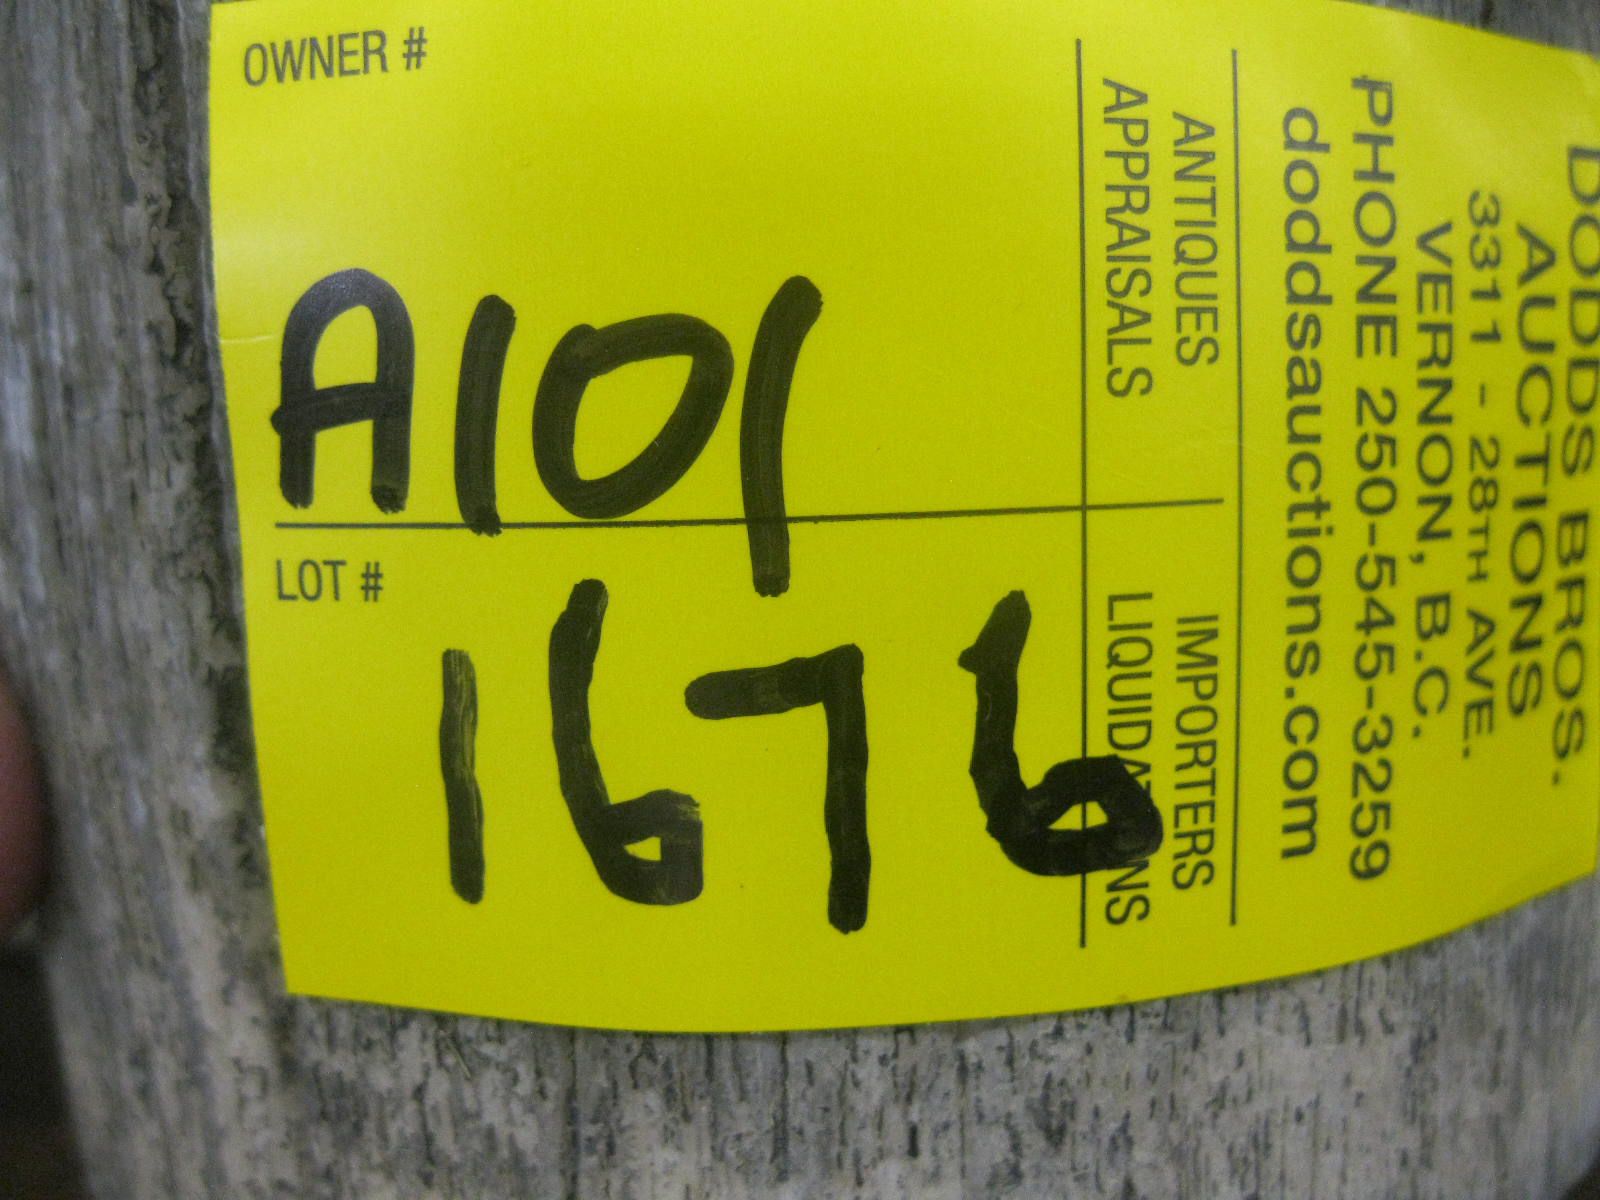 OWNER #
A101
LOT #
1676
ANTIQUES
APPRAISALS
IMPORTERS
LIQUIDATIONS
DODDS BROS.
AUCTIONS
3311 - 28TH AVE.
VERNON, B.C.
PHONE 250-545-3259
doddsauctions.com